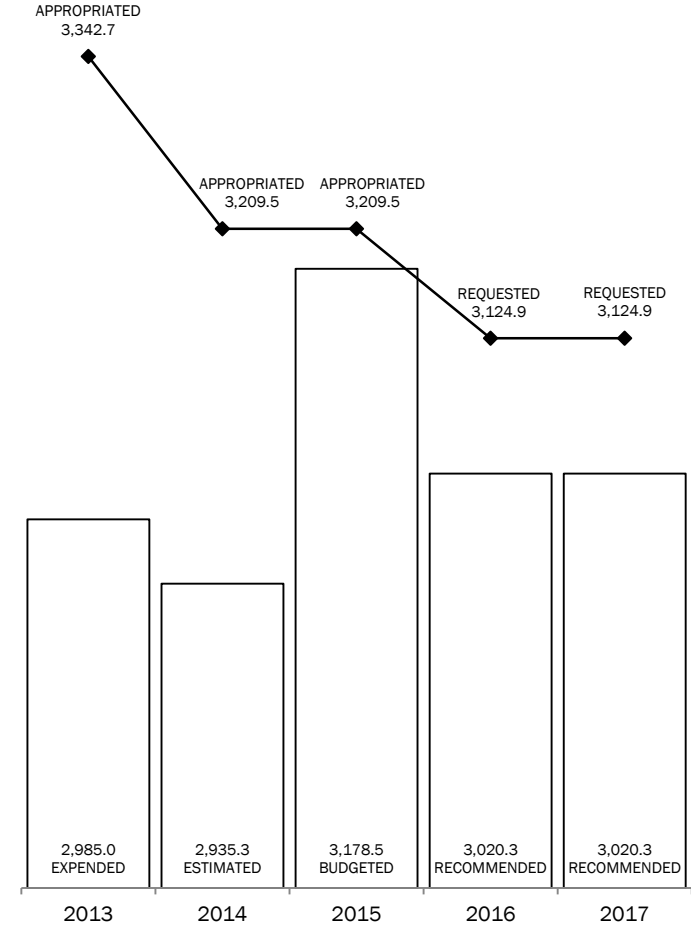 APPROPRIATED
3,342.7
APPROPRIATED
3,209.5
APPROPRIATED
3,209.5
REQUESTED
3,124.9
REQUESTED
3,124.9
2,985.0
EXPENDED
2,935.3
ESTIMATED
3,178.5
BUDGETED
3,020.3
RECOMMENDED
3,020.3
RECOMMENDED
2013
2014
2015
2016
2017